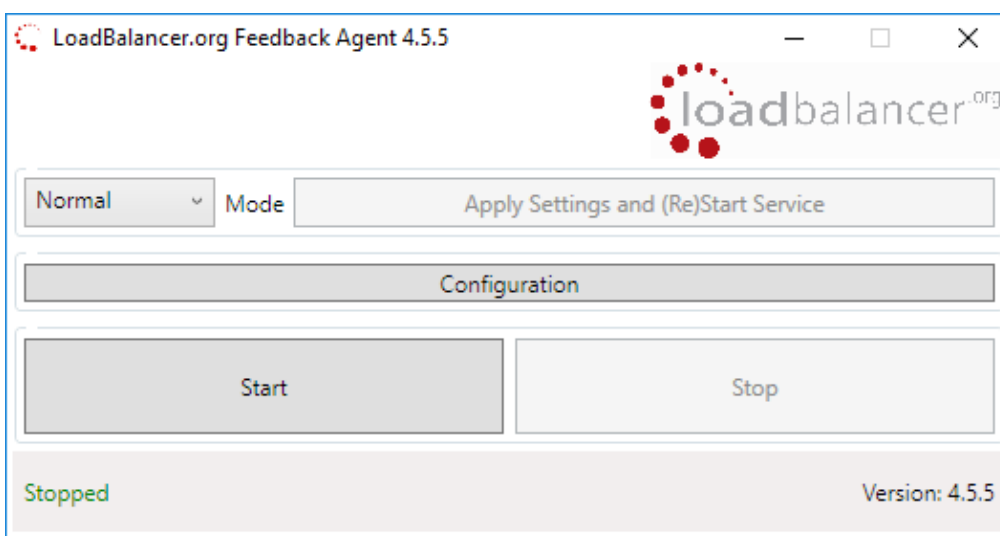 LoadBalancer.org Feedback Agent 4.5.5
loadbalancer.org
Normal Mode Apply Settings and (Re)Start Service
Configuration
Start Stop
Stopped Version: 4.5.5